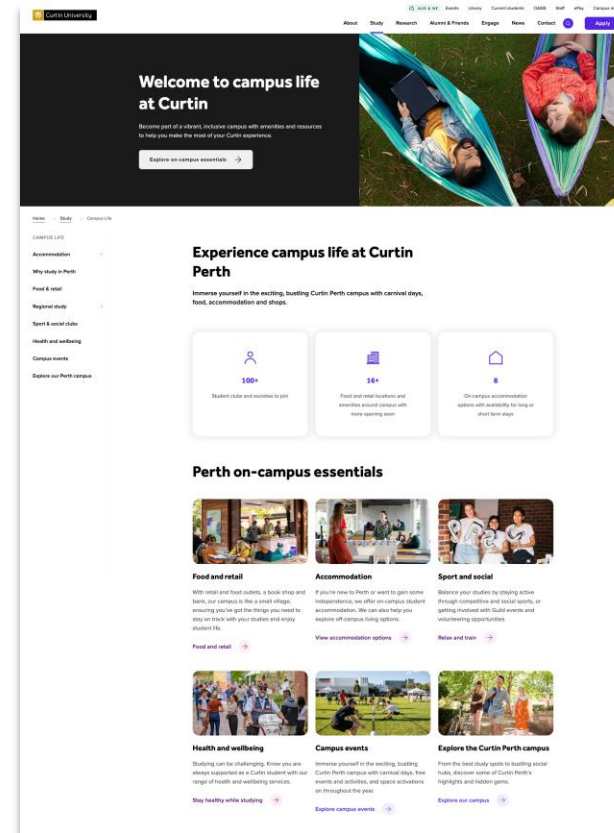 Curtin University
AUS & NZ Events Library Current students OASIS Staff ePay Campus
About Study Research Alumni & Friends Engage News Contact Apply
Welcome to campus life
at Curtin
Become part of a vibrant, inclusive campus with amenities and resources
to help you make the most of your Curtin experience.
Explore on-campus essentials
Home Study Campus Life
CAMPUS LIFE
Accommodation
Why study in Perth
Food & retail
Regional study
Sport & social clubs
Health and wellbeing
Campus events
Explore our Perth campus
Experience campus life at Curtin
Perth
Immerse yourself in the exciting, bustling Curtin Perth campus with carnival days,
food, accommodation and shops.
100+
Student clubs and societies to join
16+
Food and retail locations and
amenities around campus with
more opening soon
8
On-campus accommodation
options with availability for long or
short term stays
Perth on-campus essentials
Food and retail
With retail and food outlets, a book shop and
bank, our campus is like a small village,
ensuring you've got the things you need to
stay on track with your studies and enjoy
student life.
Food and retail
Accommodation
If you're new to Perth or want to gain some
independence, we offer on-campus student
accommodation. We can also help you
explore off-campus living options.
View accommodation options
Sport and social
Balance your studies by staying active
through competitive and social sports, or
getting involved with Guild events and
volunteering opportunities.
Relax and train
Health and wellbeing
Studying can be challenging. Know you are
always supported as a Curtin student with our
range of health and wellbeing services.
Stay healthy while studying
Campus events
Immerse yourself in the exciting, bustling
Curtin Perth campus with carnival days, free
events and activities, and space activations
on throughout the year.
Explore campus events
Explore the Curtin Perth campus
From the best study spots to bustling social
hubs, discover some of Curtin Perth's
highlights and hidden gems.
Explore our campus